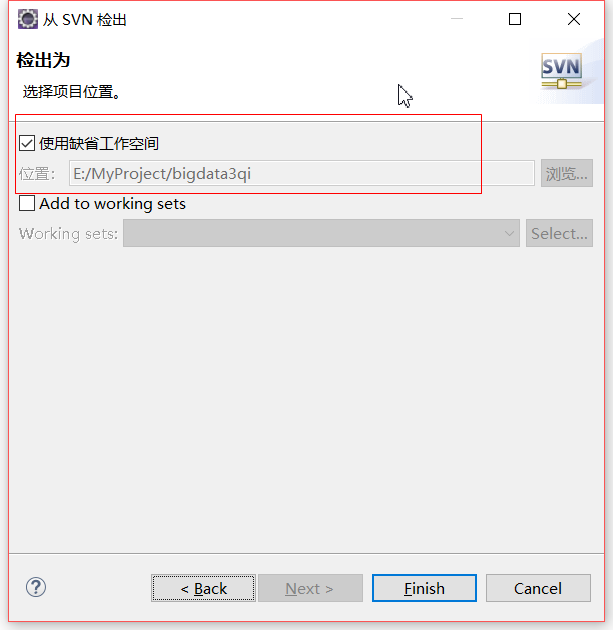 从 SVN 检出
检出为
选择项目位置。
SVN
使用缺省工作空间
位置: E:/MyProject/bigdata3qi 浏览...
Add to working sets
Working sets: Select...
? < Back Next > Finish Cancel